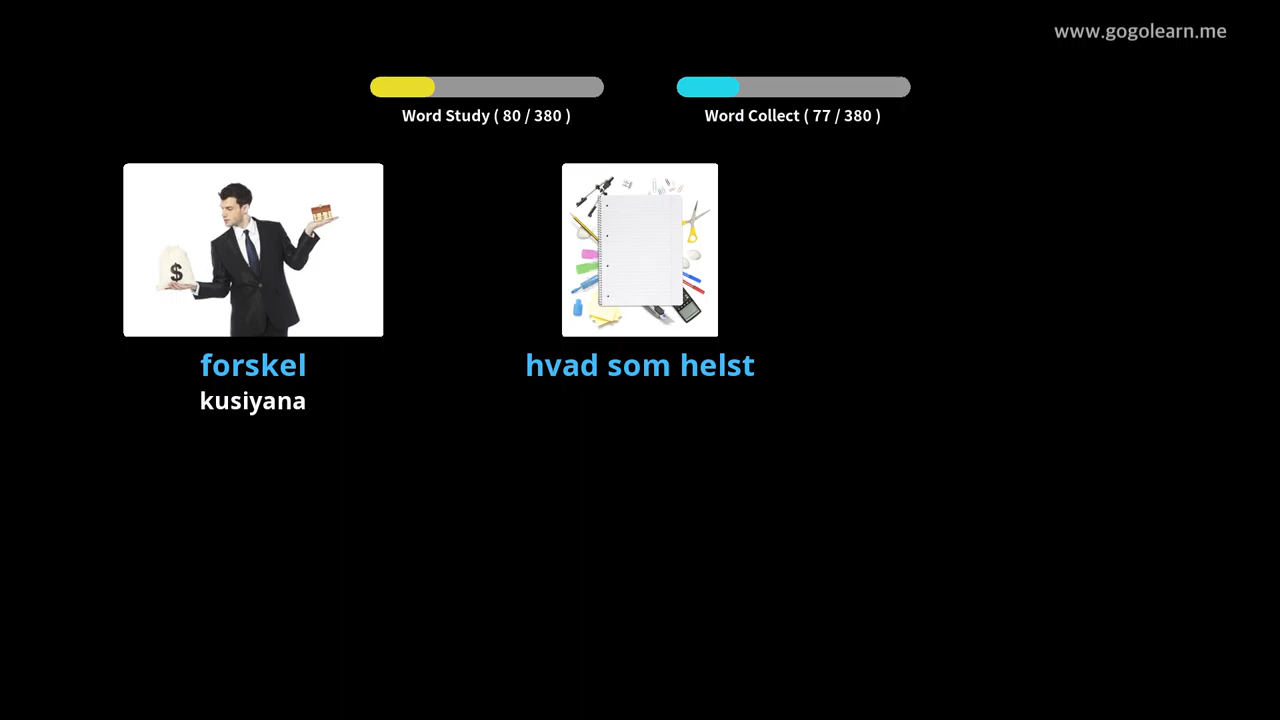 www.gogolearn.me
Word Study ( 80 / 380 )
Word Collect ( 77 / 380 )
$
forskel
hvad som helst
kusiyana